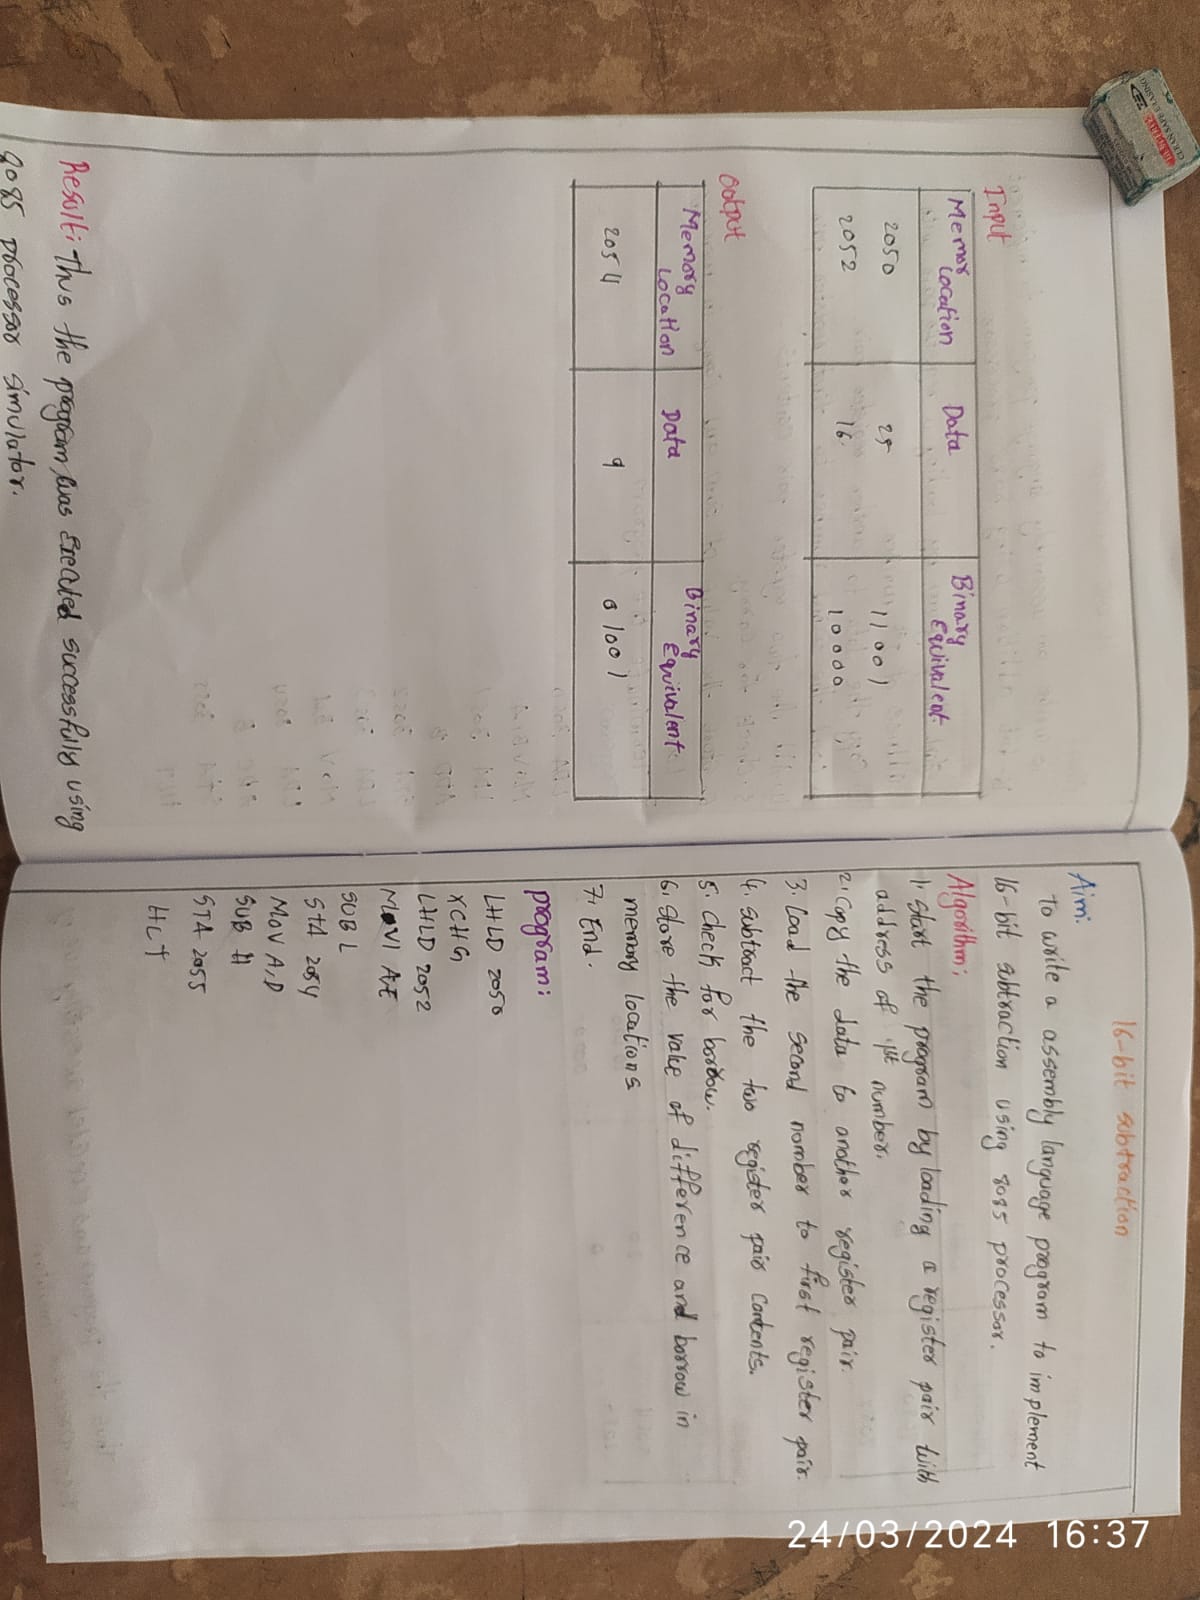 16-bit subtraction
Aim:
To write a assembly language program to implement
16-bit subtraction using 8085 processor.
Algorithm:
1. Start the program by loading a register pair with
address of 1st number.
2. Copy the data to another register pair.
3. Load the second number to first register pair.
4. subtract the two register pair contents.
5. check for borrow.
6. store the value of difference and borrow in
memory locations
7. End.
program:
LHLD 2050
XCHG
LHLD 2052
MOVI A,E
SUB L
STA 2054
MOV A,D
SUB H
STA 2055
HLT
Input
Memor Location Data Binary Equivalent
2050 25 11001
2052 16 10000
output
Memory Location Data Binary Equivalent
2054 9 01001
Result: Thus the program was Executed successfully using
8085 processor simulator.
CLEAN SAFE ERASING
24/03/2024 16:37